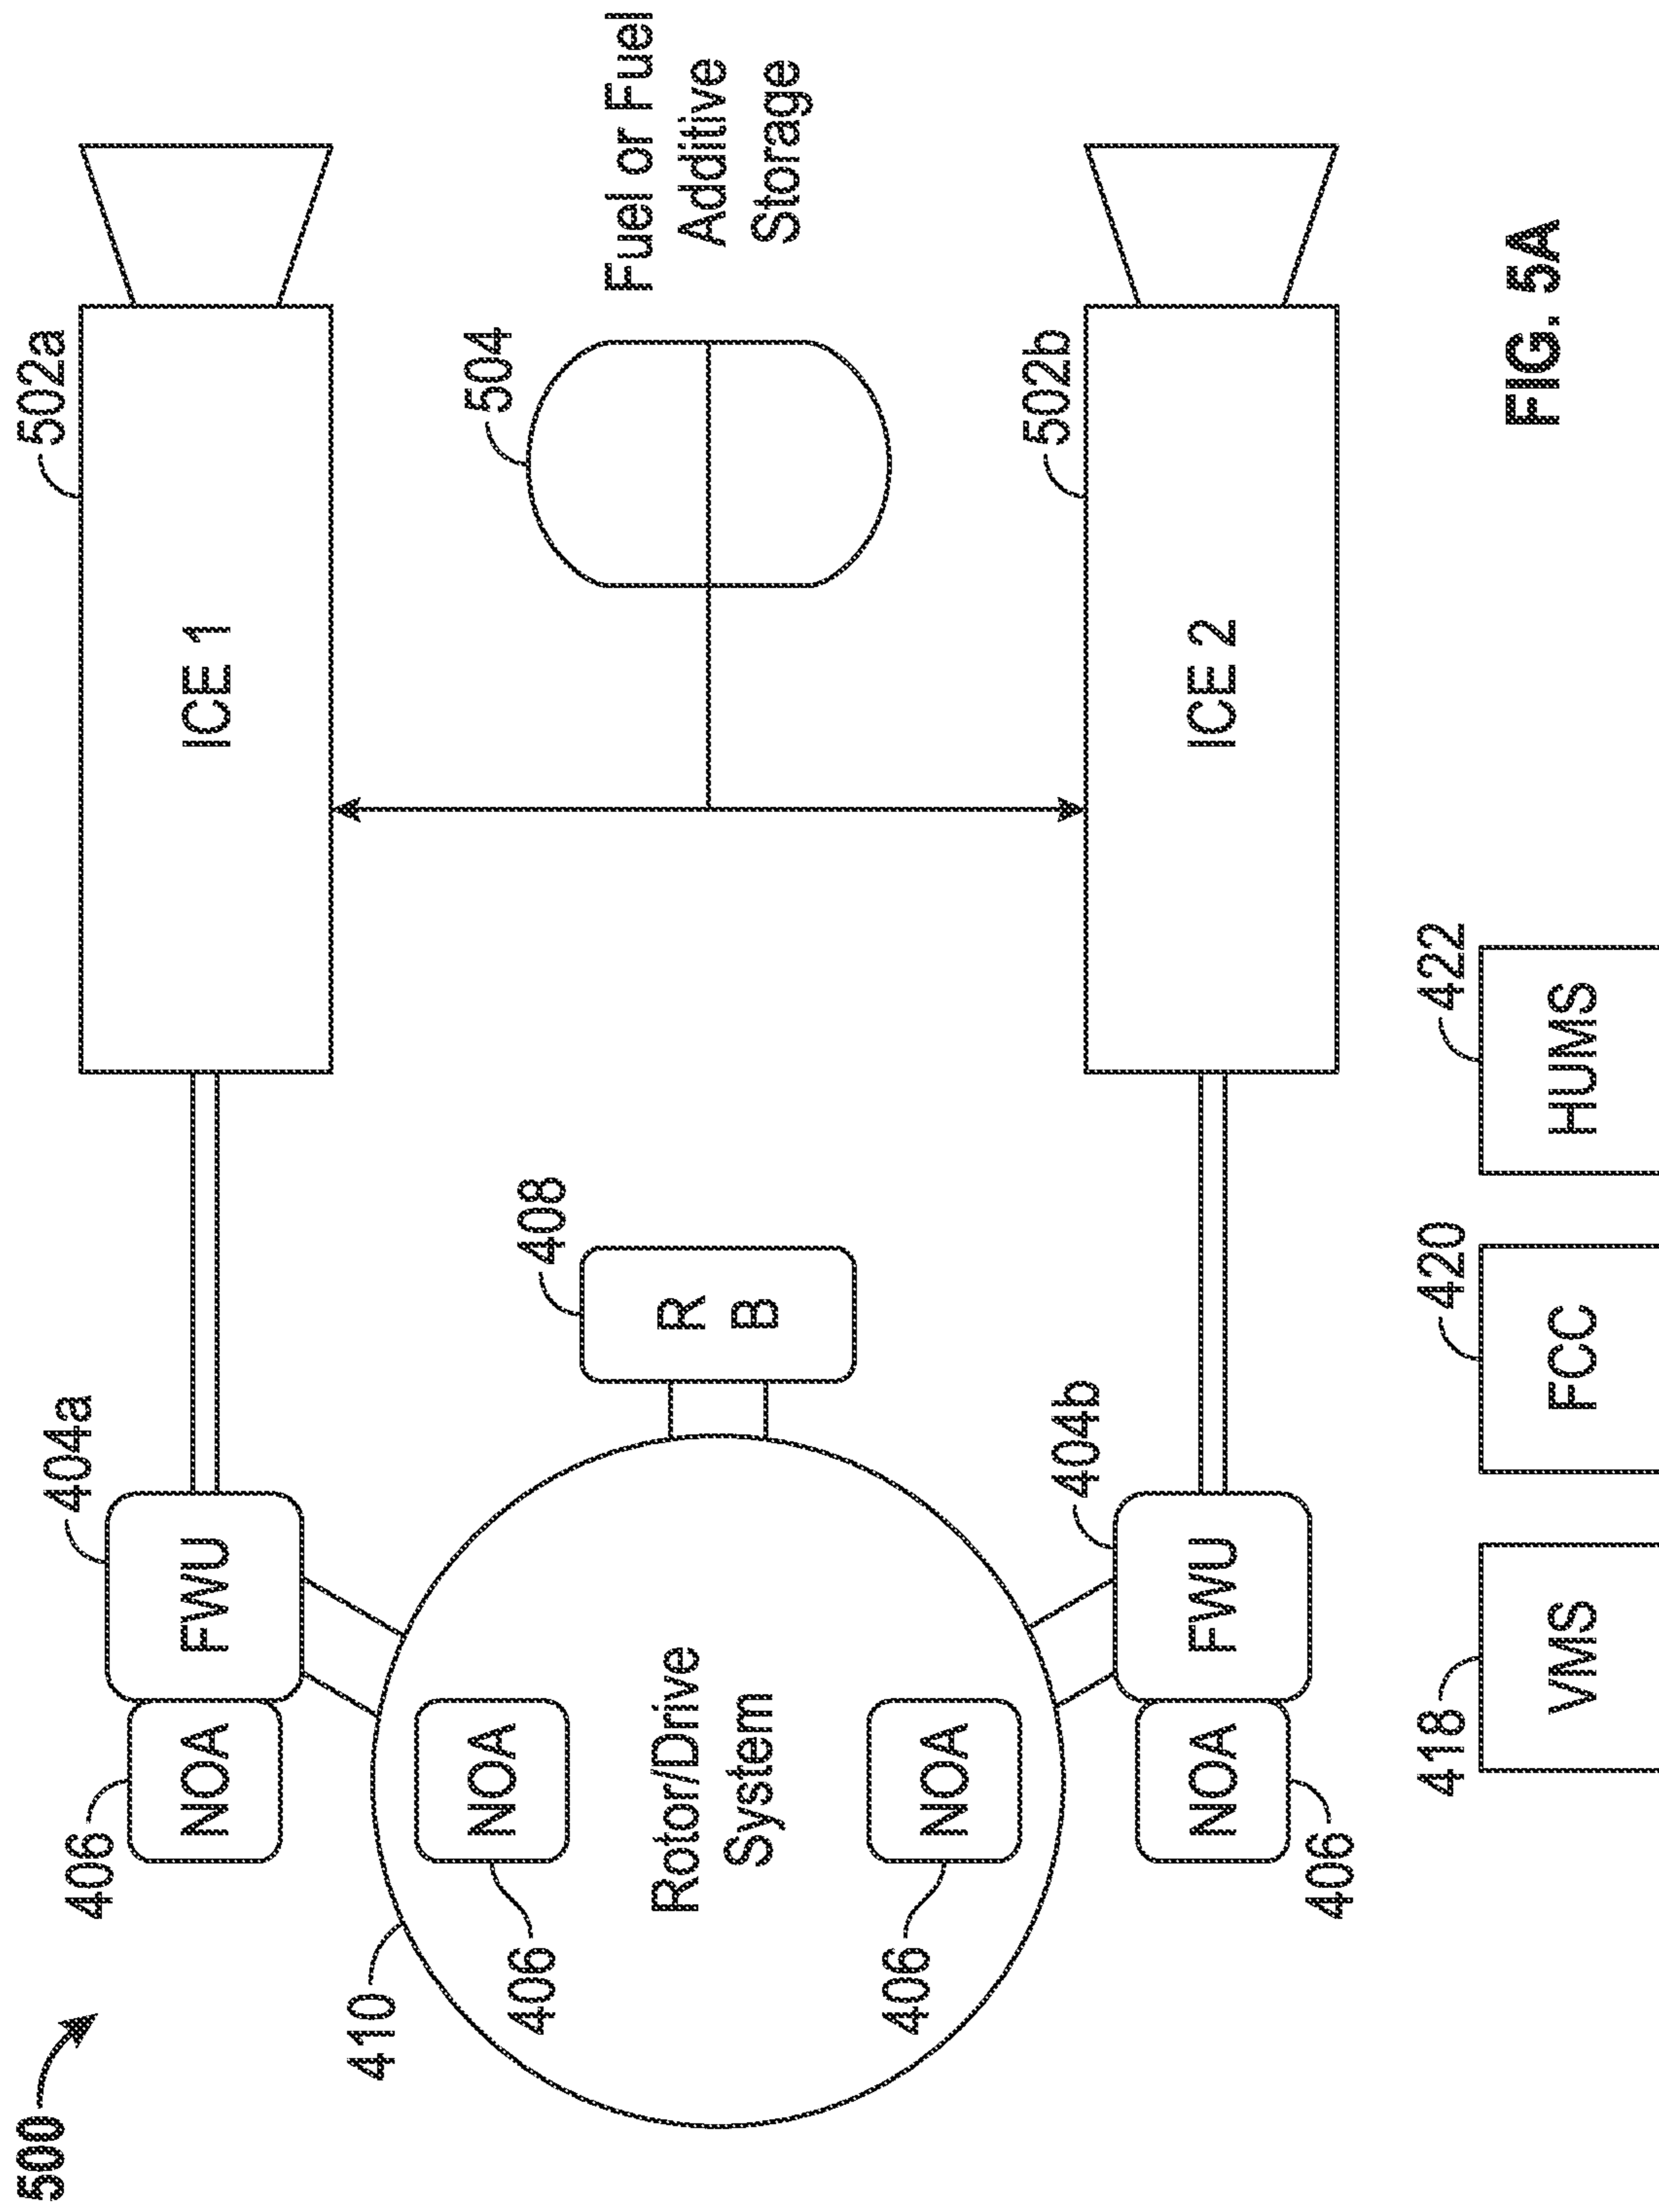 500
502a
404a
406
NOA
FWU
ICE 1
410
406
NOA
408
504
Fuel or Fuel
Additive
Storage
Rotor/Drive
System
R
B
406
NOA
404b
502b
NOA
FWU
ICE 2
406
418
VMS
420
FCC
422
HUMS
FIG. 5A